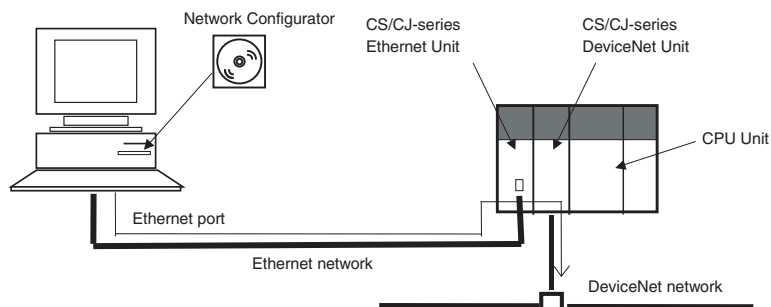 Network Configurator
CS/CJ-series
Ethernet Unit
CS/CJ-series
DeviceNet Unit
CPU Unit
Ethernet port
Ethernet network
DeviceNet network